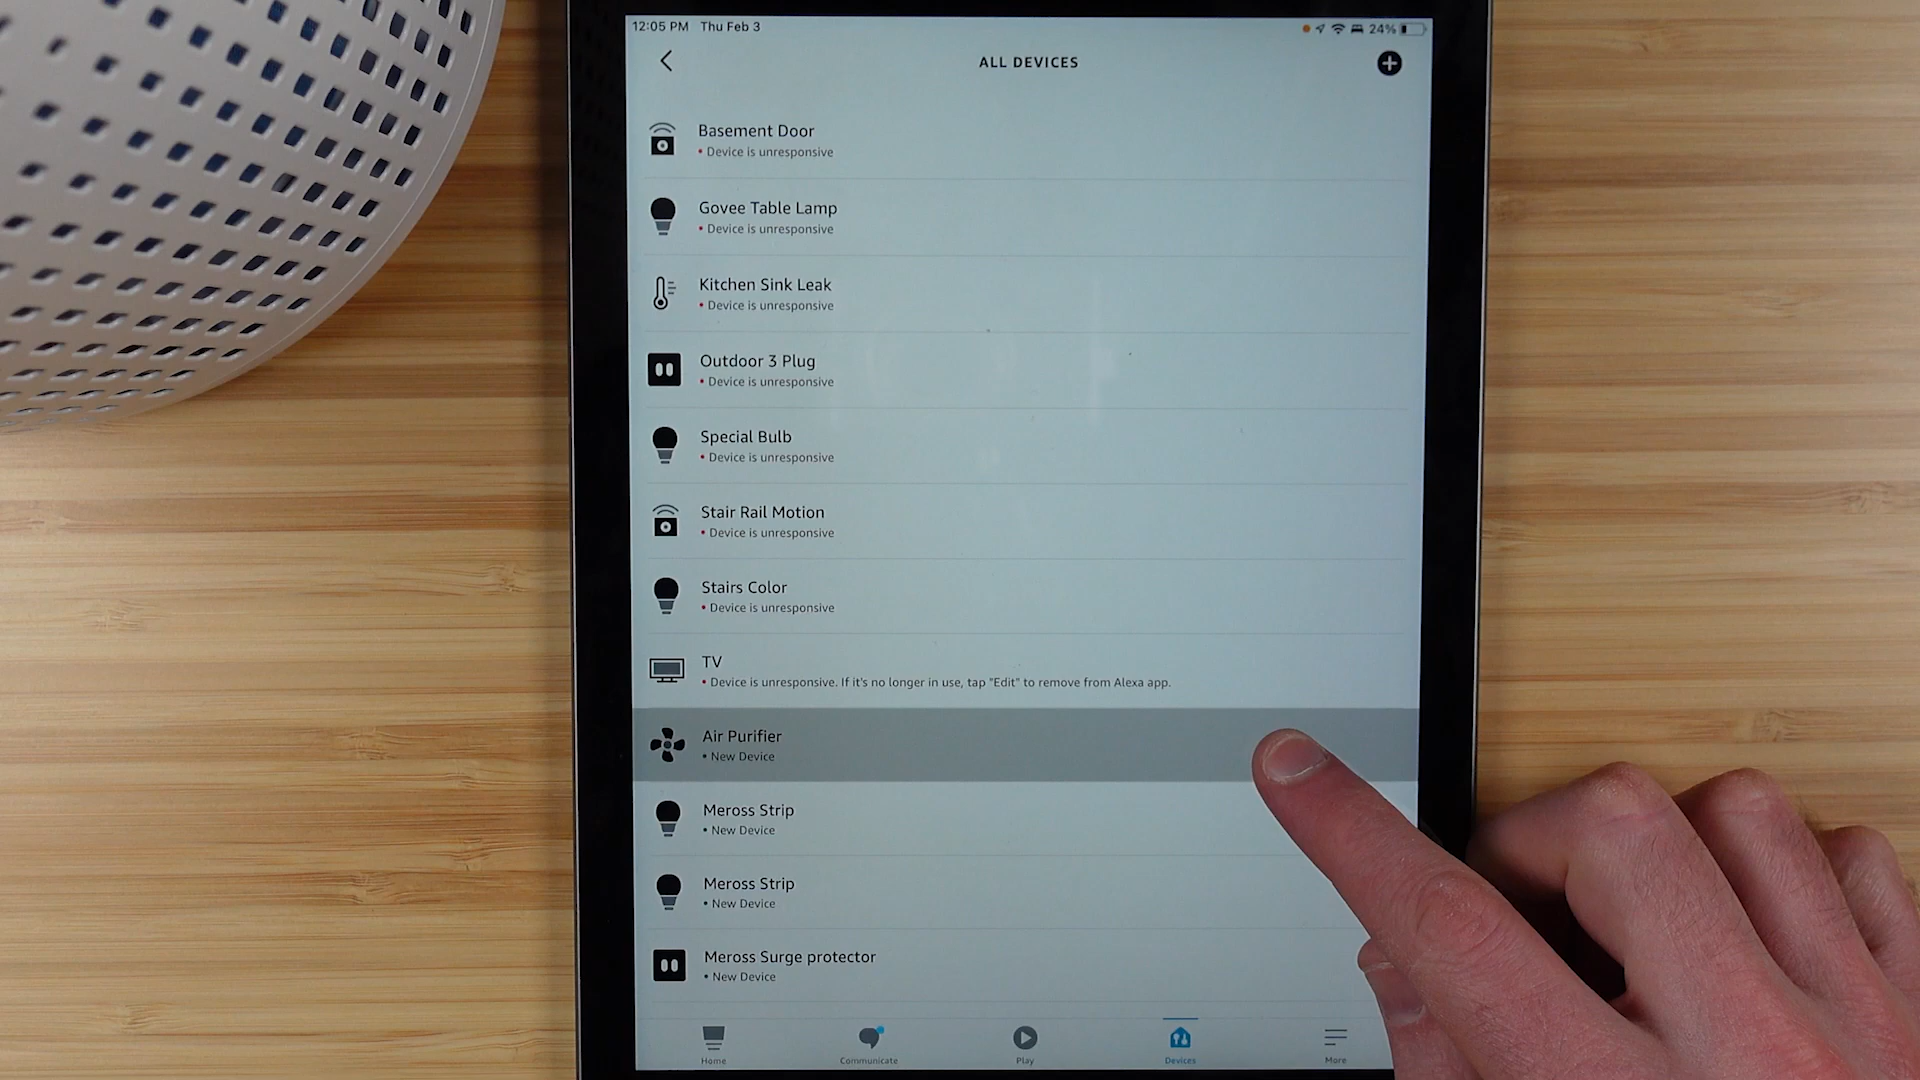 12:05 PM Thu Feb 3 24%
ALL DEVICES
Basement Door
• Device is unresponsive
Govee Table Lamp
• Device is unresponsive
Kitchen Sink Leak
• Device is unresponsive
Outdoor 3 Plug
• Device is unresponsive
Special Bulb
• Device is unresponsive
Stair Rail Motion
• Device is unresponsive
Stairs Color
• Device is unresponsive
TV
• Device is unresponsive. If it's no longer in use, tap "Edit" to remove from Alexa app.
Air Purifier
• New Device
Meross Strip
• New Device
Meross Strip
• New Device
Meross Surge protector
• New Device
Home Communicate Play Devices More